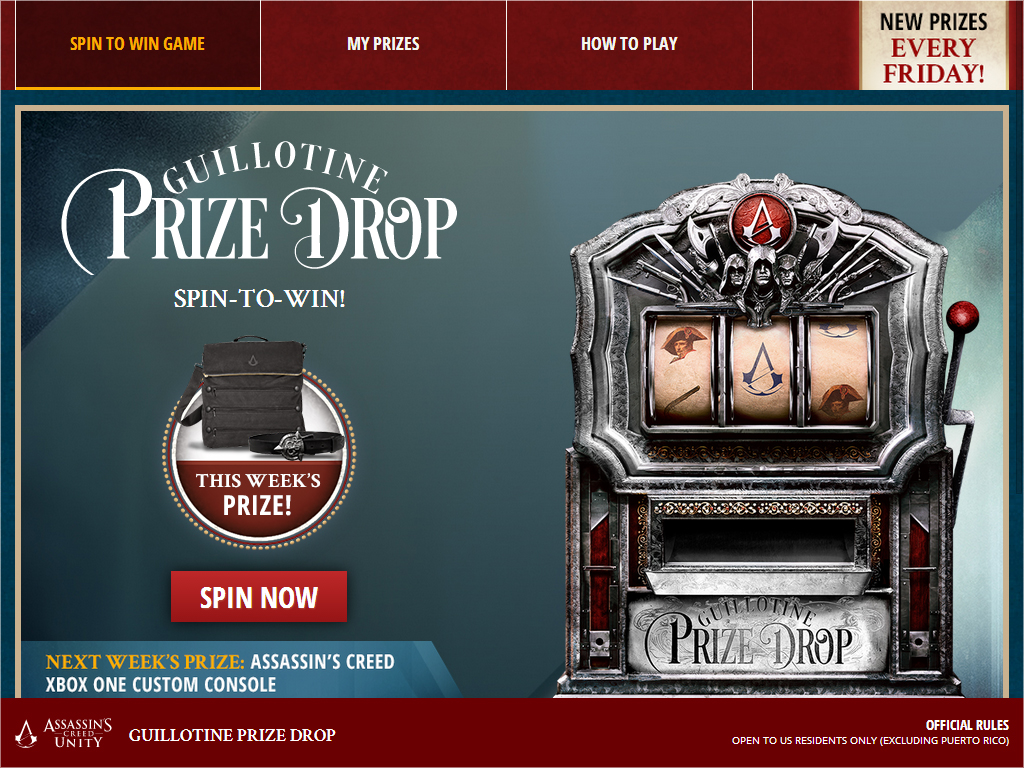 SPIN TO WIN GAME
MY PRIZES
HOW TO PLAY
NEW PRIZES
EVERY
FRIDAY!
GUILLOTINE
PRIZE DROP
SPIN-TO-WIN!
THIS WEEK'S
PRIZE!
SPIN NOW
NEXT WEEK'S PRIZE: ASSASSIN'S CREED
XBOX ONE CUSTOM CONSOLE
GUILLOTINE
PRIZE DROP
ASSASSIN'S
CREED
UNITY
GUILLOTINE PRIZE DROP
OFFICIAL RULES
OPEN TO US RESIDENTS ONLY (EXCLUDING PUERTO RICO)